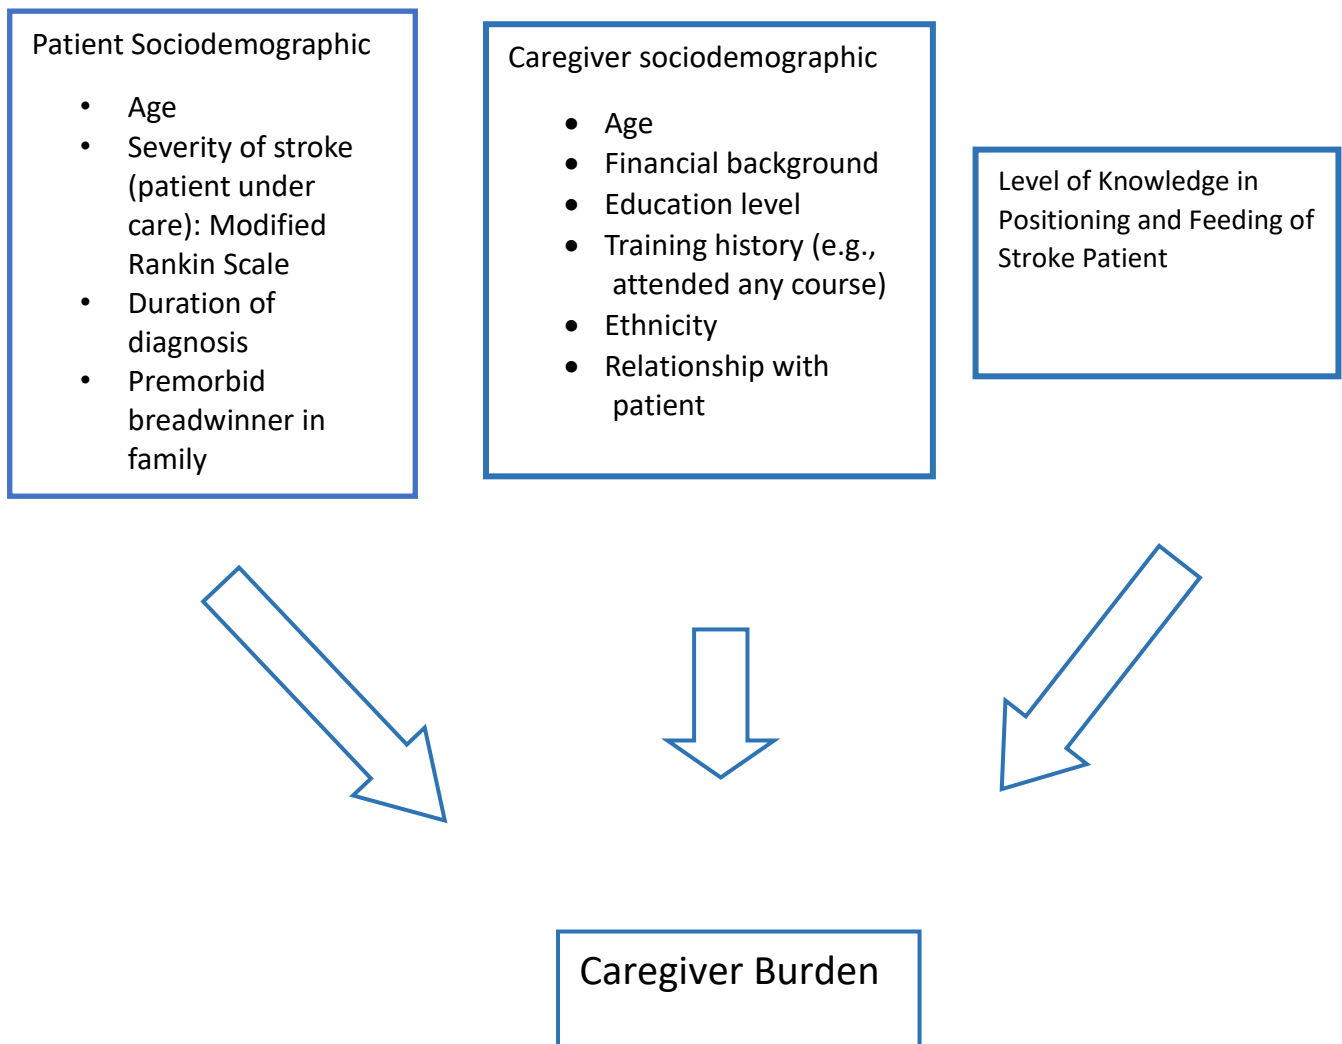 Patient Sociodemographic
• Age
• Severity of stroke
(patient under
care): Modified
Rankin Scale
• Duration of
diagnosis
• Premorbid
breadwinner in
family
Caregiver sociodemographic
• Age
• Financial background
• Education level
• Training history (e.g.,
attended any course)
• Ethnicity
• Relationship with
patient
Level of Knowledge in
Positioning and Feeding of
Stroke Patient
Caregiver Burden